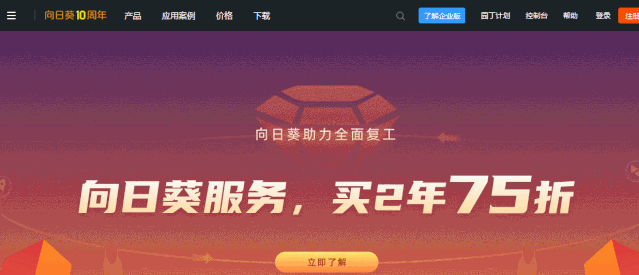 向日葵10周年 产品 应用案例 价格 下载 了解企业版 园丁计划 控制台 帮助 登录 注册
向日葵助力全面复工
向日葵服务，买2年75折
立即了解